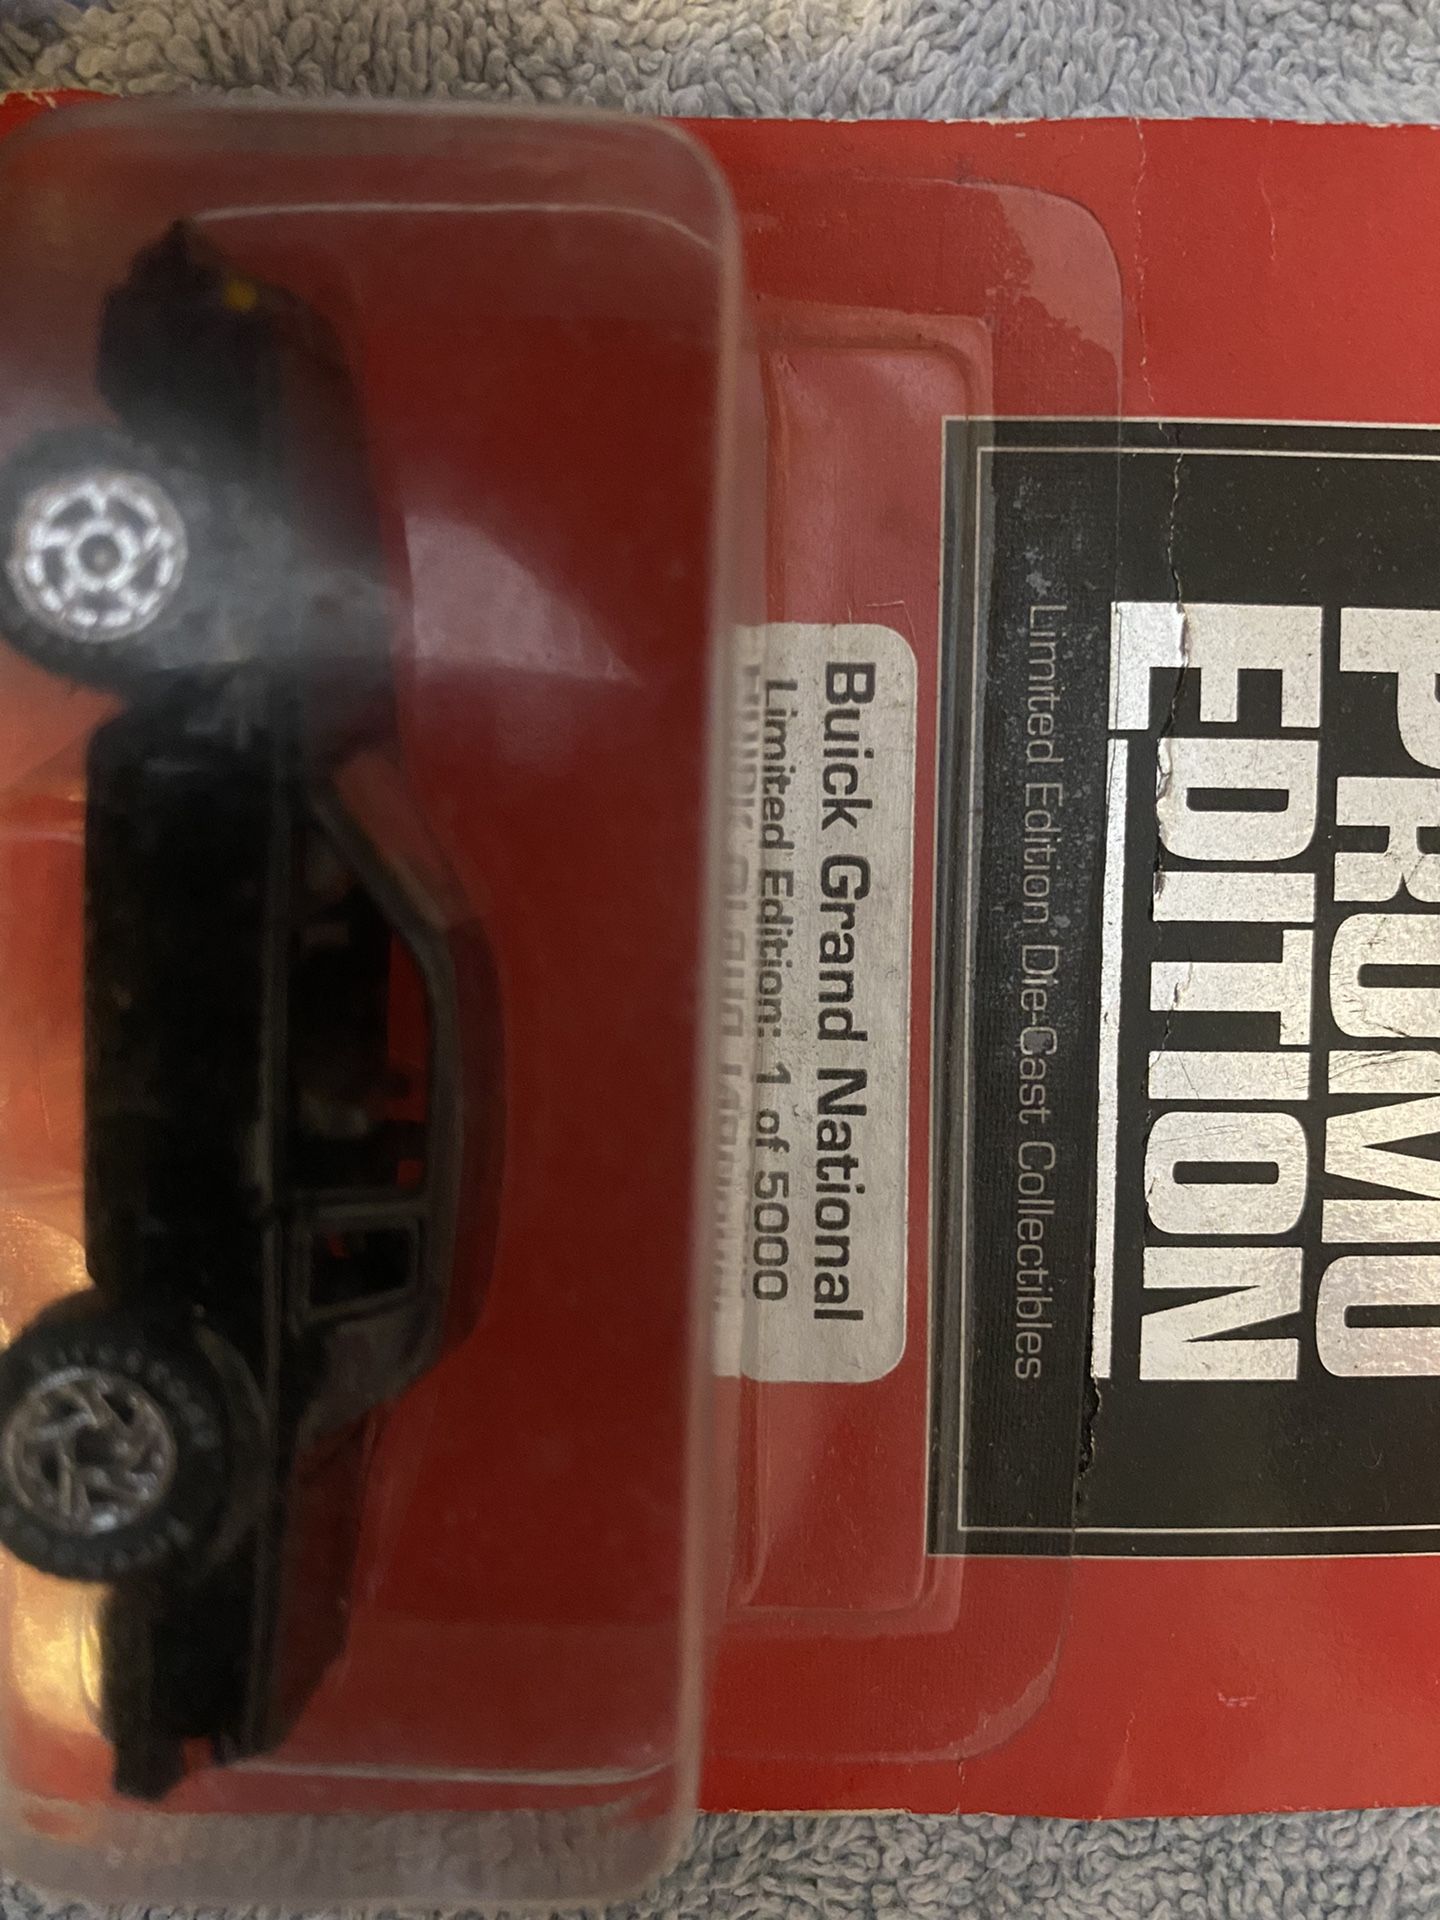 PROMO
EDITION
Limited Edition Die-Cast Collectibles
Buick Grand National
Limited Edition: 1 of 5000